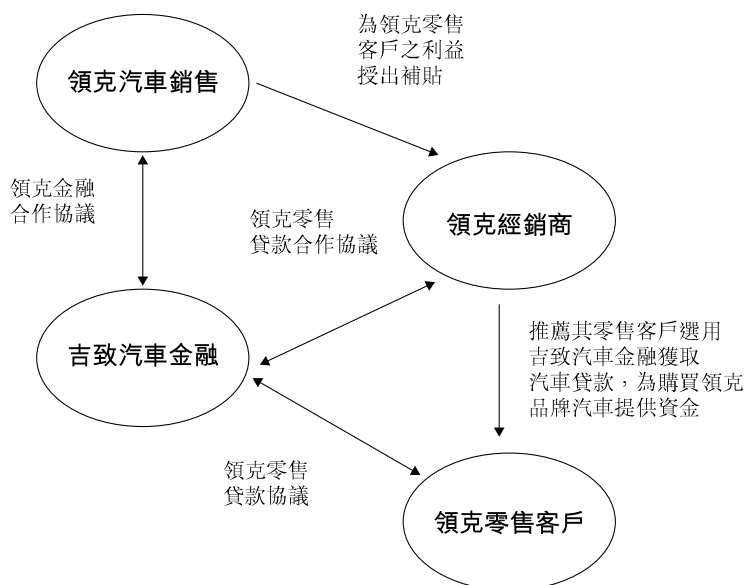 為領克零售
客戶之利益
授出補貼
領克汽車銷售
領克金融
合作協議
領克零售
貸款合作協議
領克經銷商
吉致汽車金融
推薦其零售客戶選用
吉致汽車金融獲取
汽車貸款，為購買領克
品牌汽車提供資金
領克零售
貸款協議
領克零售客戶